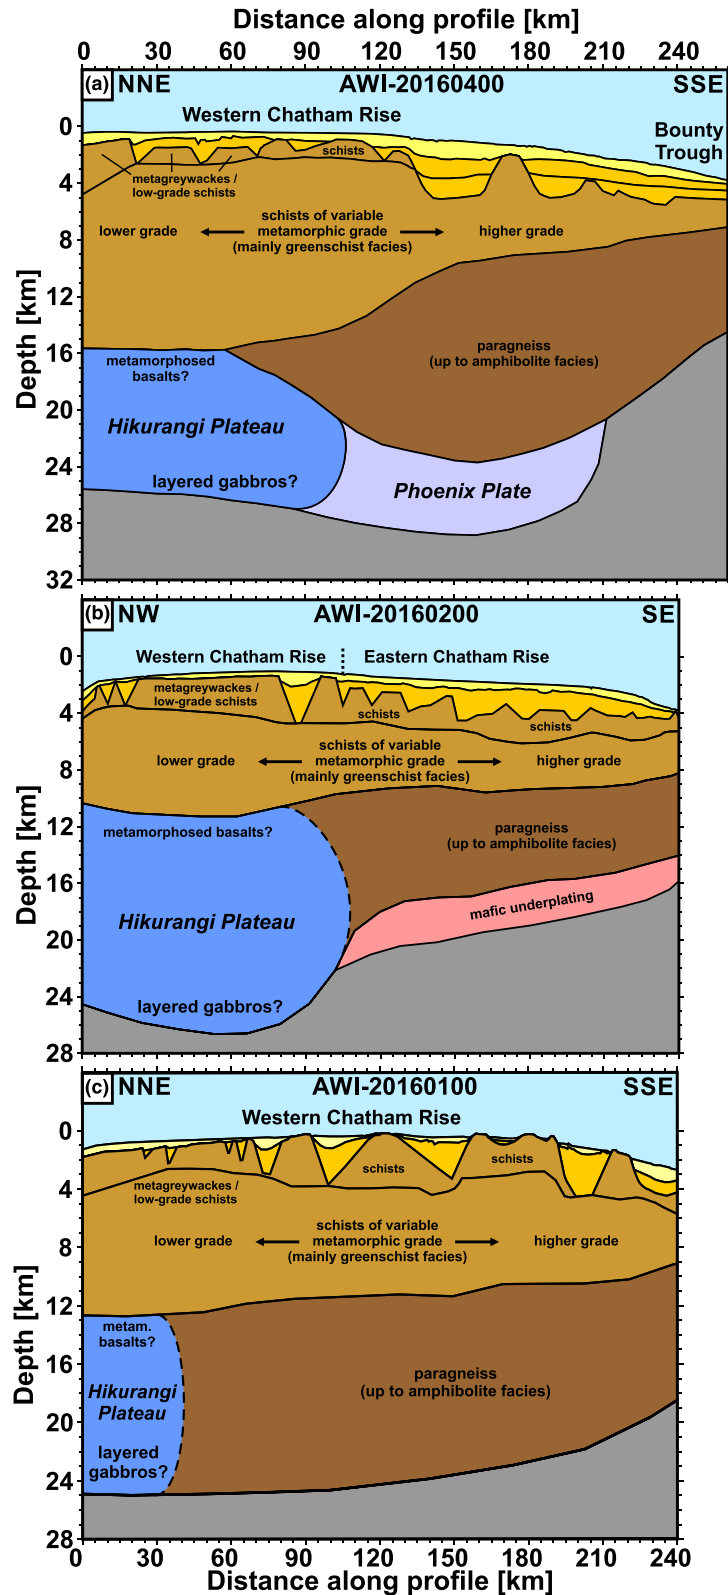 Distance along profile [km]
0 30 60 90 120 150 180 210 240
(a) NNE AWI-20160400 SSE
Western Chatham Rise
Bounty
Trough
schists
metagreywackes /
low-grade schists
schists of variable
lower grade metamorphic grade higher grade
(mainly greenschist facies)
paragneiss
(up to amphibolite facies)
metamorphosed
basalts?
Hikurangi Plateau
layered gabbros?
Phoenix Plate
Depth [km]
0
4
8
12
16
20
24
28
32
(b) NW AWI-20160200 SE
Western Chatham Rise Eastern Chatham Rise
metagreywackes /
low-grade schists
schists
schists
schists of variable
lower grade metamorphic grade higher grade
(mainly greenschist facies)
metamorphosed basalts?
paragneiss
(up to amphibolite facies)
mafic underplating
Hikurangi Plateau
layered gabbros?
Depth [km]
0
4
8
12
16
20
24
28
(c) NNE AWI-20160100 SSE
Western Chatham Rise
schists
schists
metagreywackes /
low-grade schists
schists of variable
lower grade metamorphic grade higher grade
(mainly greenschist facies)
metam.
basalts?
Hikurangi
Plateau
layered
gabbros?
paragneiss
(up to amphibolite facies)
Depth [km]
0
4
8
12
16
20
24
28
0 30 60 90 120 150 180 210 240
Distance along profile [km]